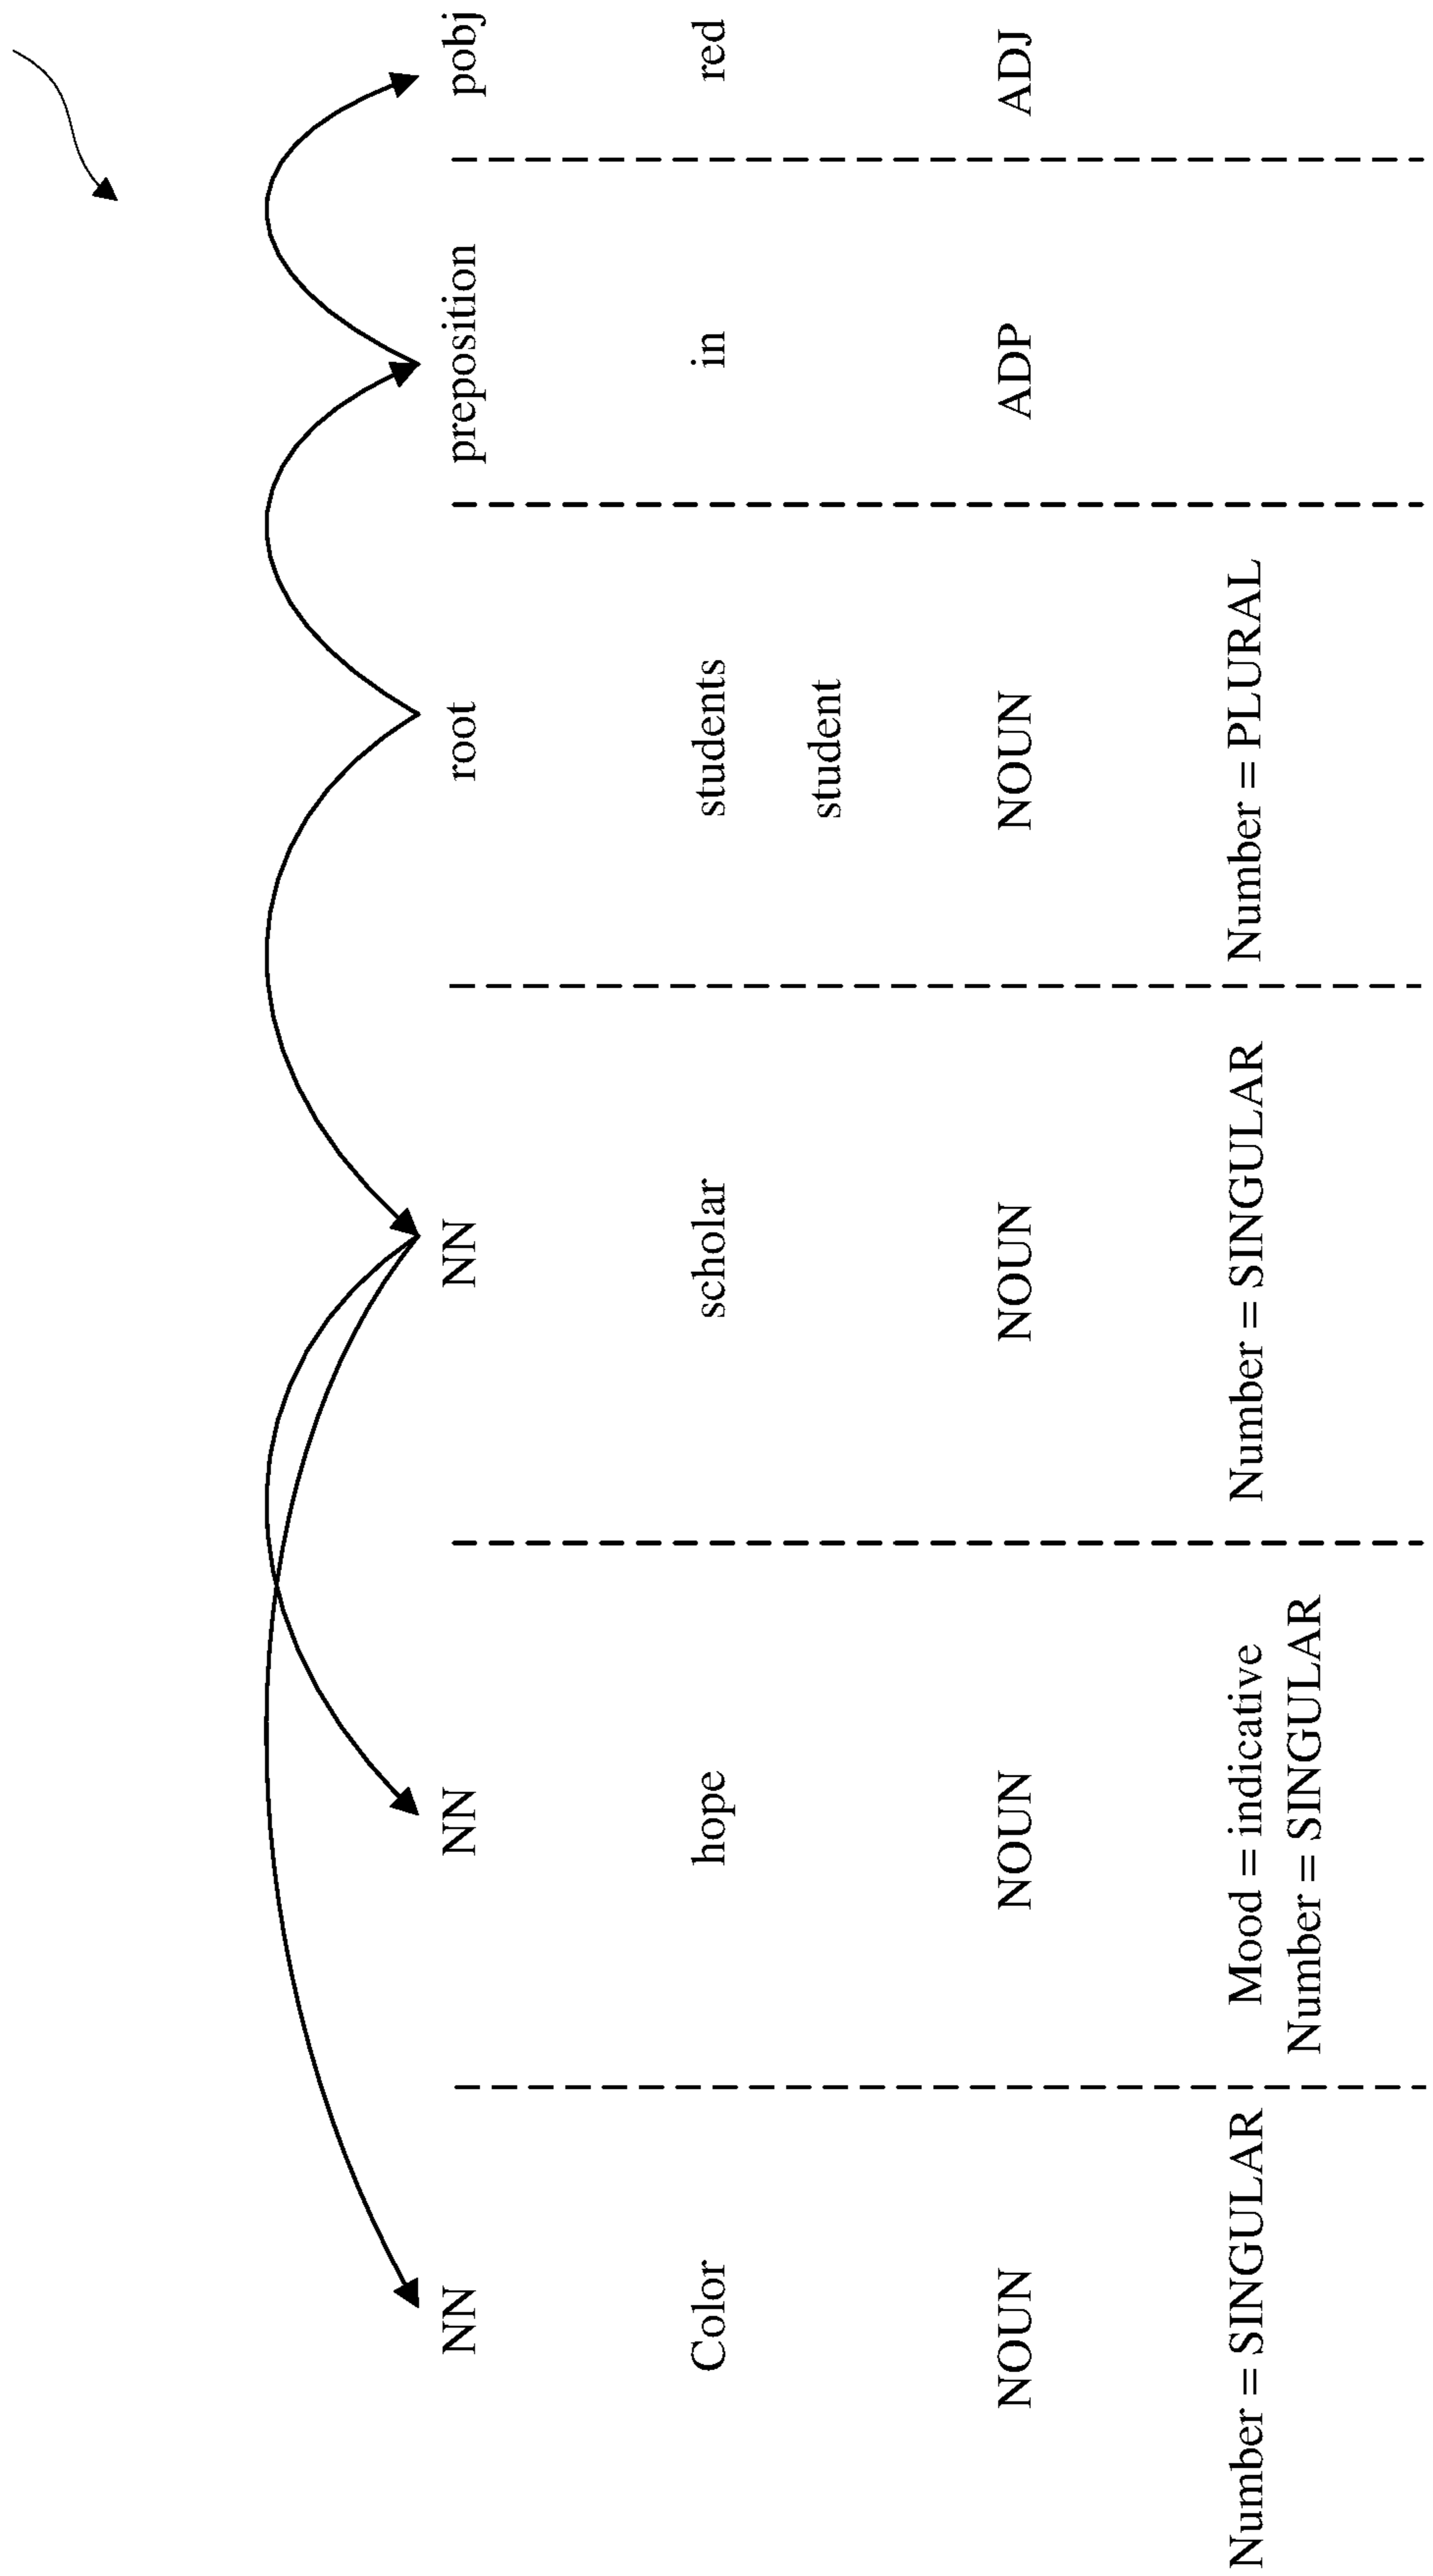 NN NN NN root preposition pobj
Color hope scholar students in red
student
NOUN NOUN NOUN NOUN ADP ADJ
Number = SINGULAR Mood = indicative Number = SINGULAR Number = PLURAL
Number = SINGULAR